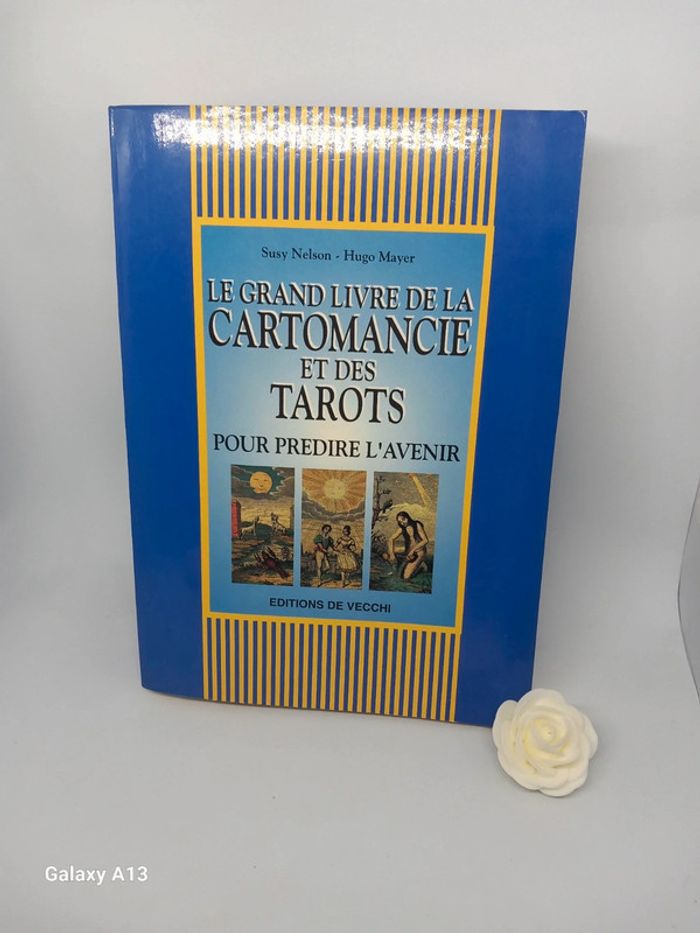 Susy Nelson - Hugo Mayer
LE GRAND LIVRE DE LA
CARTOMANCIE
ET DES
TAROTS
POUR PREDIRE L'AVENIR
EDITIONS DE VECCHI
Galaxy A13